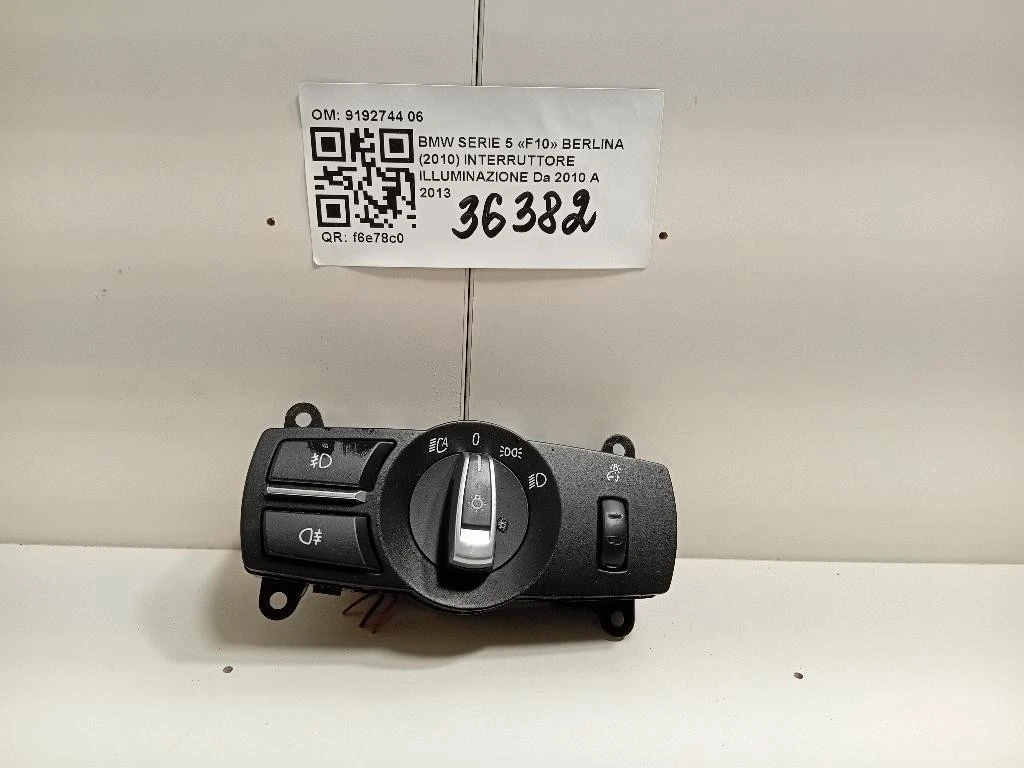 OM: 9192744 06
BMW SERIE 5 «F10» BERLINA
(2010) INTERRUTTORE
ILLUMINAZIONE Da 2010 A
2013
36382
QR: f6e78c0
A
0